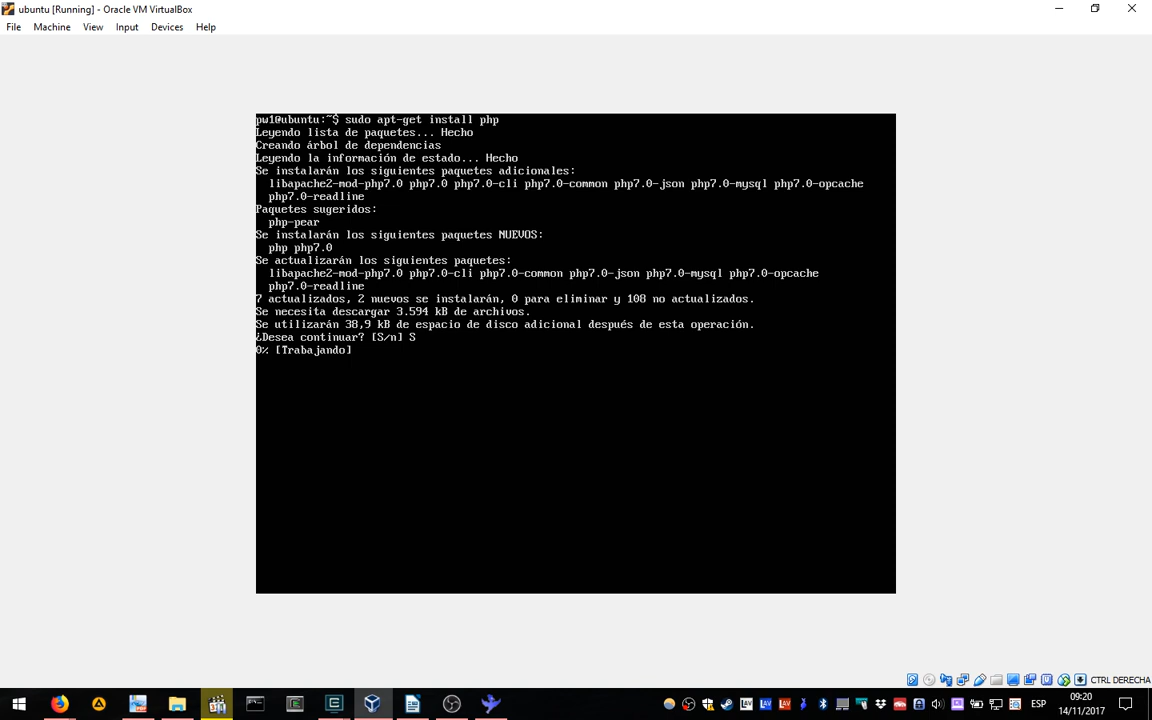 ubuntu [Running] - Oracle VM VirtualBox
File Machine View Input Devices Help
pw1@ubuntu:~$ sudo apt-get install php
Leyendo lista de paquetes... Hecho
Creando árbol de dependencias
Leyendo la información de estado... Hecho
Se instalarán los siguientes paquetes adicionales:
libapache2-mod-php7.0 php7.0 php7.0-cli php7.0-common php7.0-json php7.0-mysql php7.0-opcache
php7.0-readline
Paquetes sugeridos:
php-pear
Se instalarán los siguientes paquetes NUEVOS:
php php7.0
Se actualizarán los siguientes paquetes:
libapache2-mod-php7.0 php7.0-cli php7.0-common php7.0-json php7.0-mysql php7.0-opcache
php7.0-readline
7 actualizados, 2 nuevos se instalarán, 0 para eliminar y 108 no actualizados.
Se necesita descargar 3.594 kB de archivos.
Se utilizarán 38,9 kB de espacio de disco adicional después de esta operación.
¿Desea continuar? [S/n] S
0% [Trabajando]
CTRL DERECHA
LAV LAV LAV ESP
09:20
14/11/2017